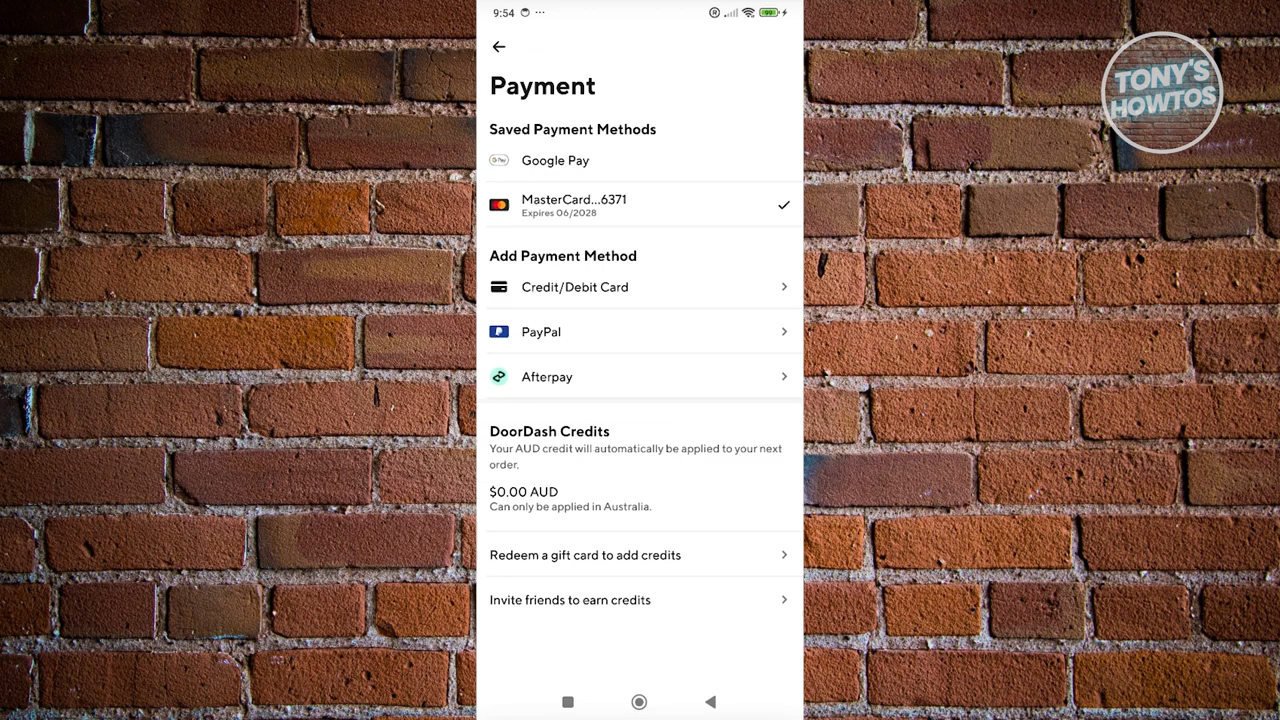 9:54
Payment
Saved Payment Methods
Google Pay
MasterCard...6371
Expires 06/2028
Add Payment Method
Credit/Debit Card
PayPal
Afterpay
DoorDash Credits
Your AUD credit will automatically be applied to your next
order.
$0.00 AUD
Can only be applied in Australia.
Redeem a gift card to add credits
Invite friends to earn credits
TONY'S
HOWTOS